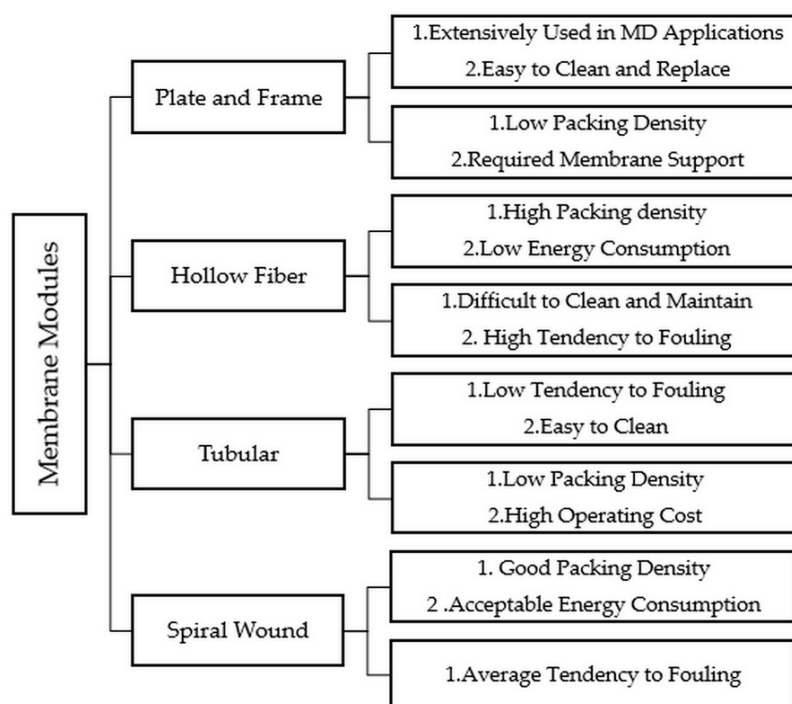 Membrane Modules
Plate and Frame
1.Extensively Used in MD Applications
2.Easy to Clean and Replace
1.Low Packing Density
2.Required Membrane Support
Hollow Fiber
1.High Packing density
2.Low Energy Consumption
1.Difficult to Clean and Maintain
2. High Tendency to Fouling
Tubular
1.Low Tendency to Fouling
2.Easy to Clean
1.Low Packing Density
2.High Operating Cost
Spiral Wound
1. Good Packing Density
2 .Acceptable Energy Consumption
1.Average Tendency to Fouling